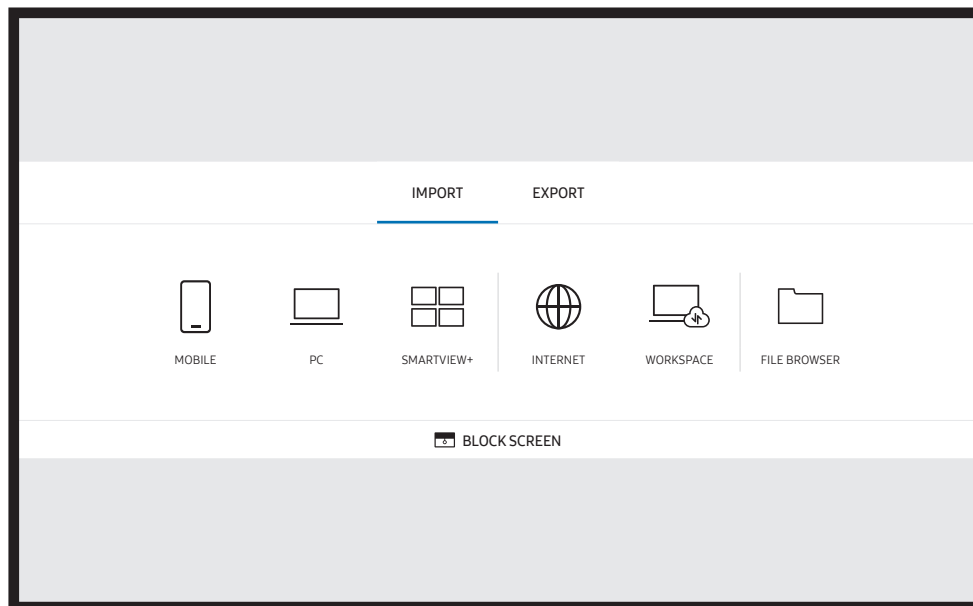 IMPORT EXPORT
MOBILE PC SMARTVIEW+ INTERNET WORKSPACE FILE BROWSER
BLOCK SCREEN